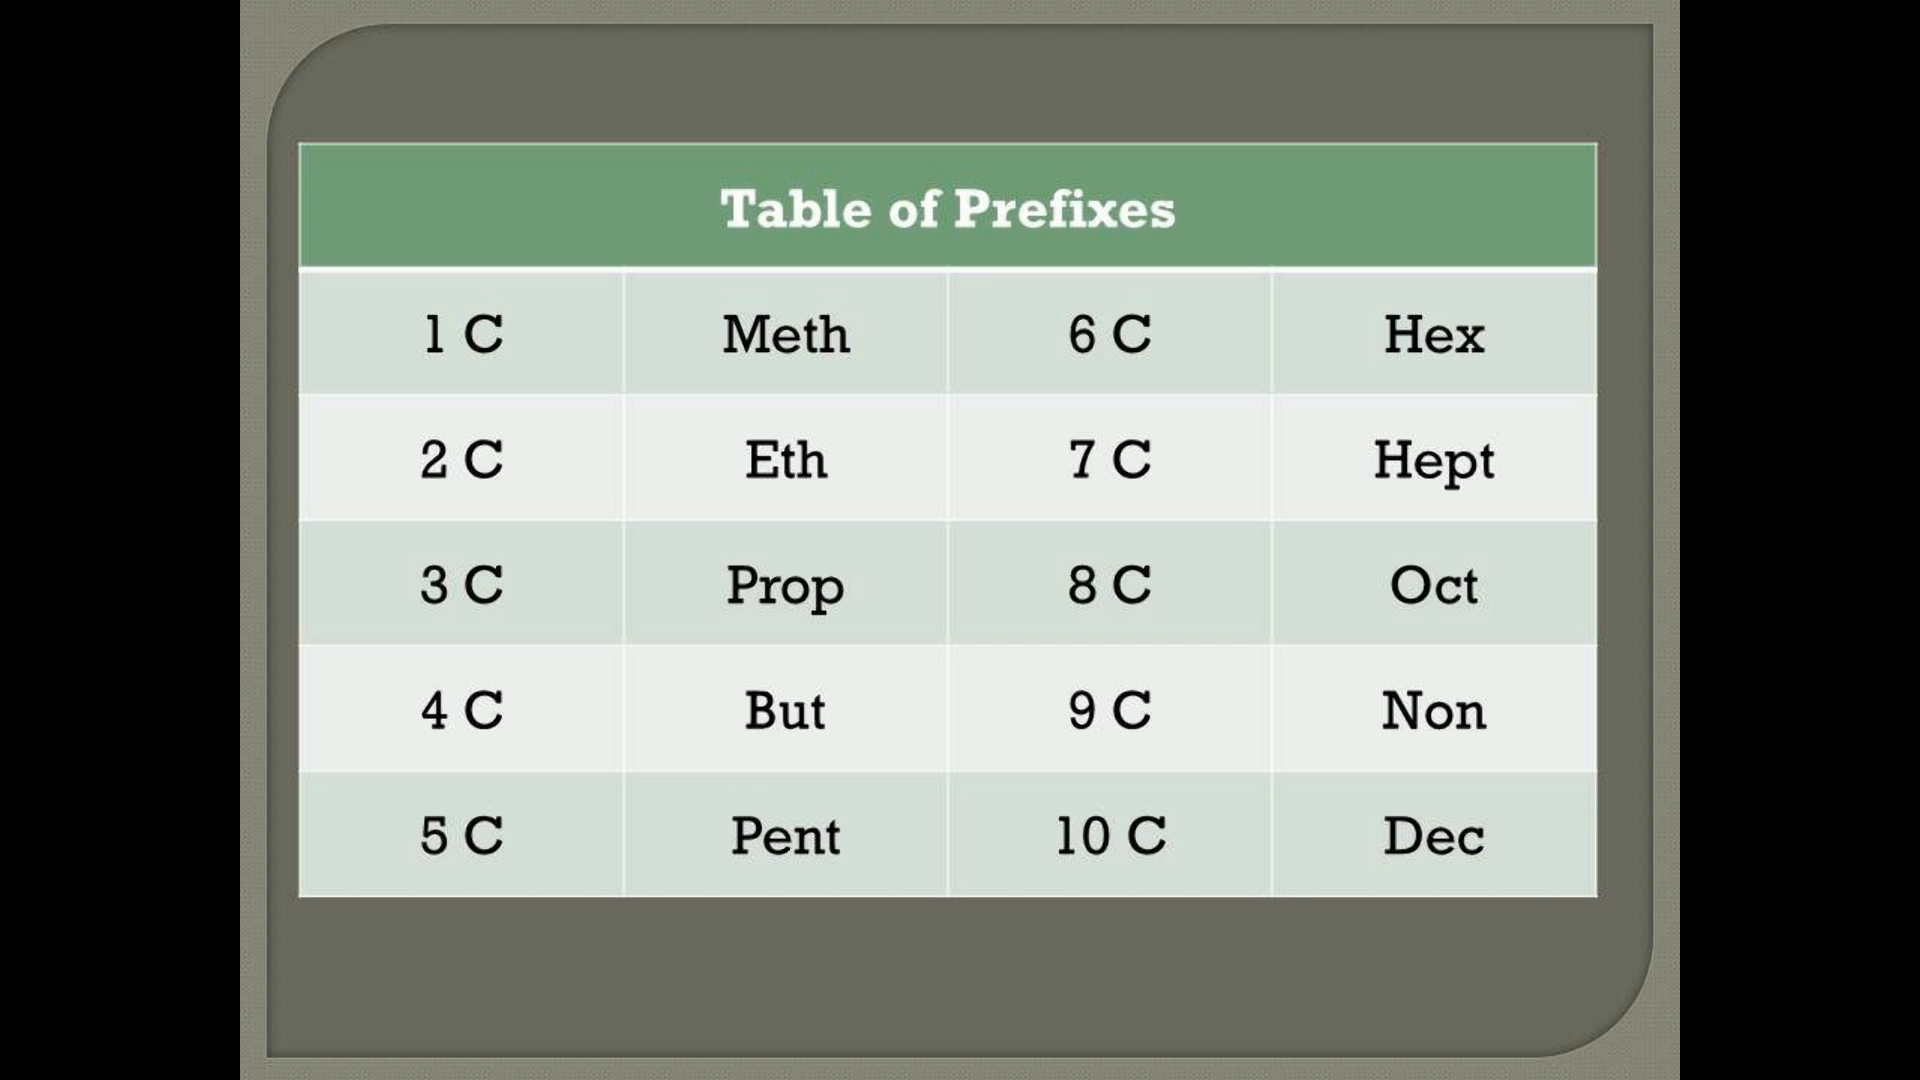 Table of Prefixes
1 C Meth 6 C Hex
2 C Eth 7 C Hept
3 C Prop 8 C Oct
4 C But 9 C Non
5 C Pent 10 C Dec